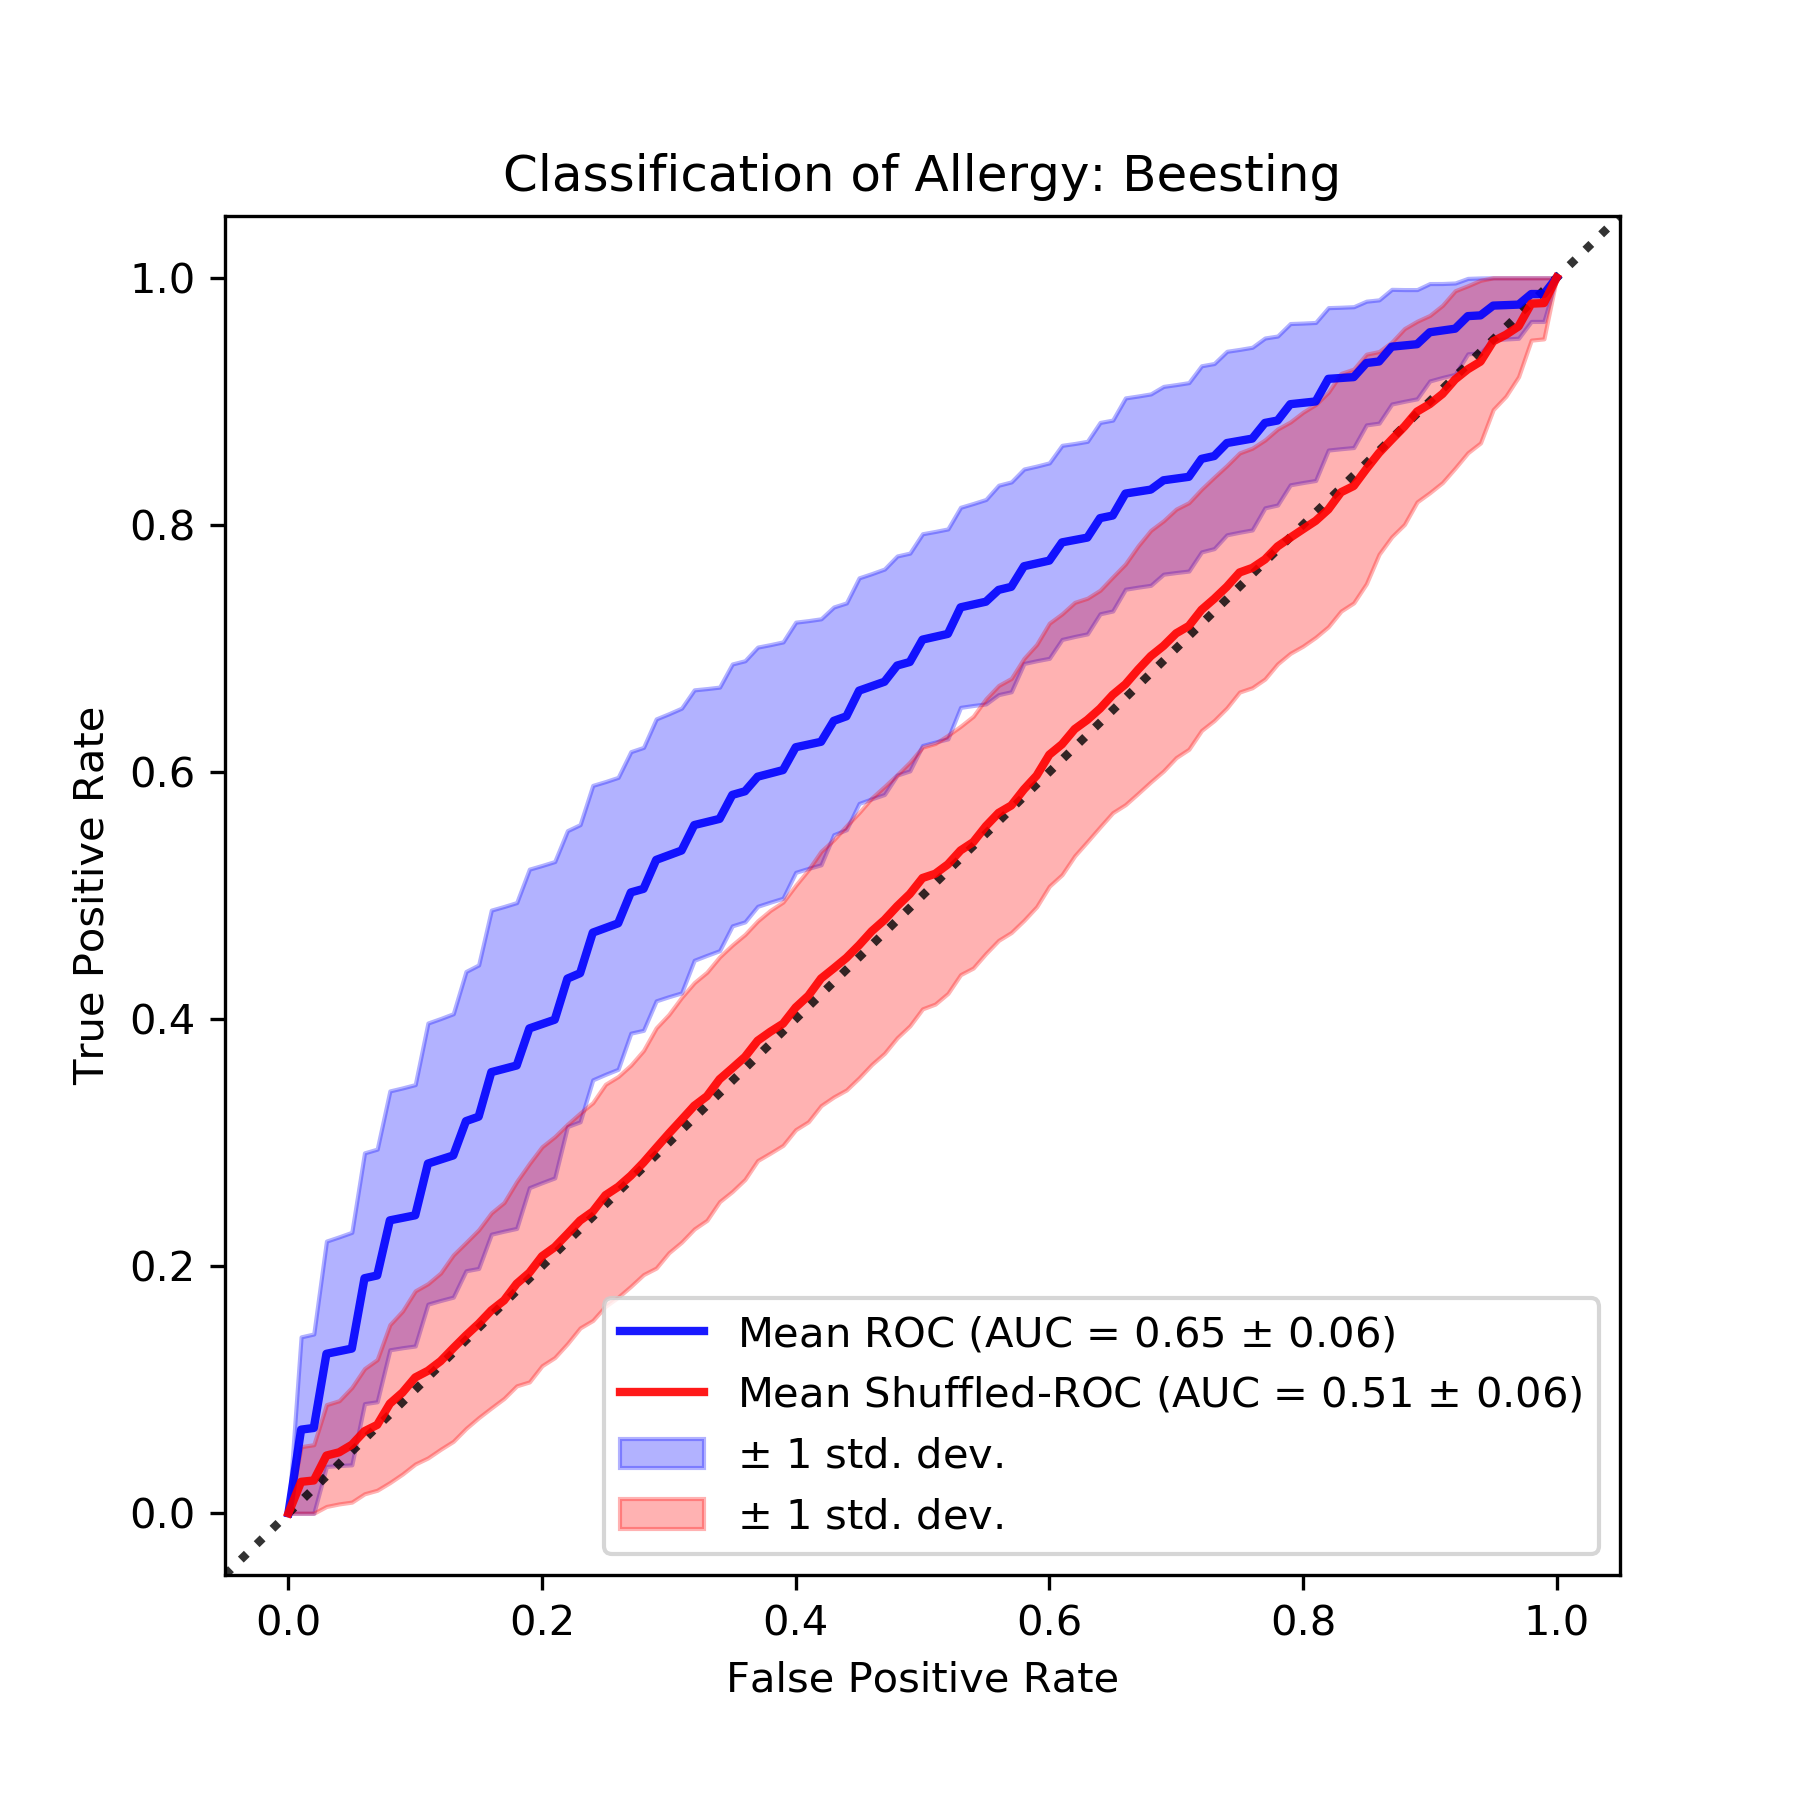 Classification of Allergy: Beesting
1.0
0.8
0.6
0.4
0.2
0.0
True Positive Rate
Mean ROC (AUC = 0.65 ± 0.06)
Mean Shuffled-ROC (AUC = 0.51 ± 0.06)
± 1 std. dev.
± 1 std. dev.
0.0 0.2 0.4 0.6 0.8 1.0
False Positive Rate